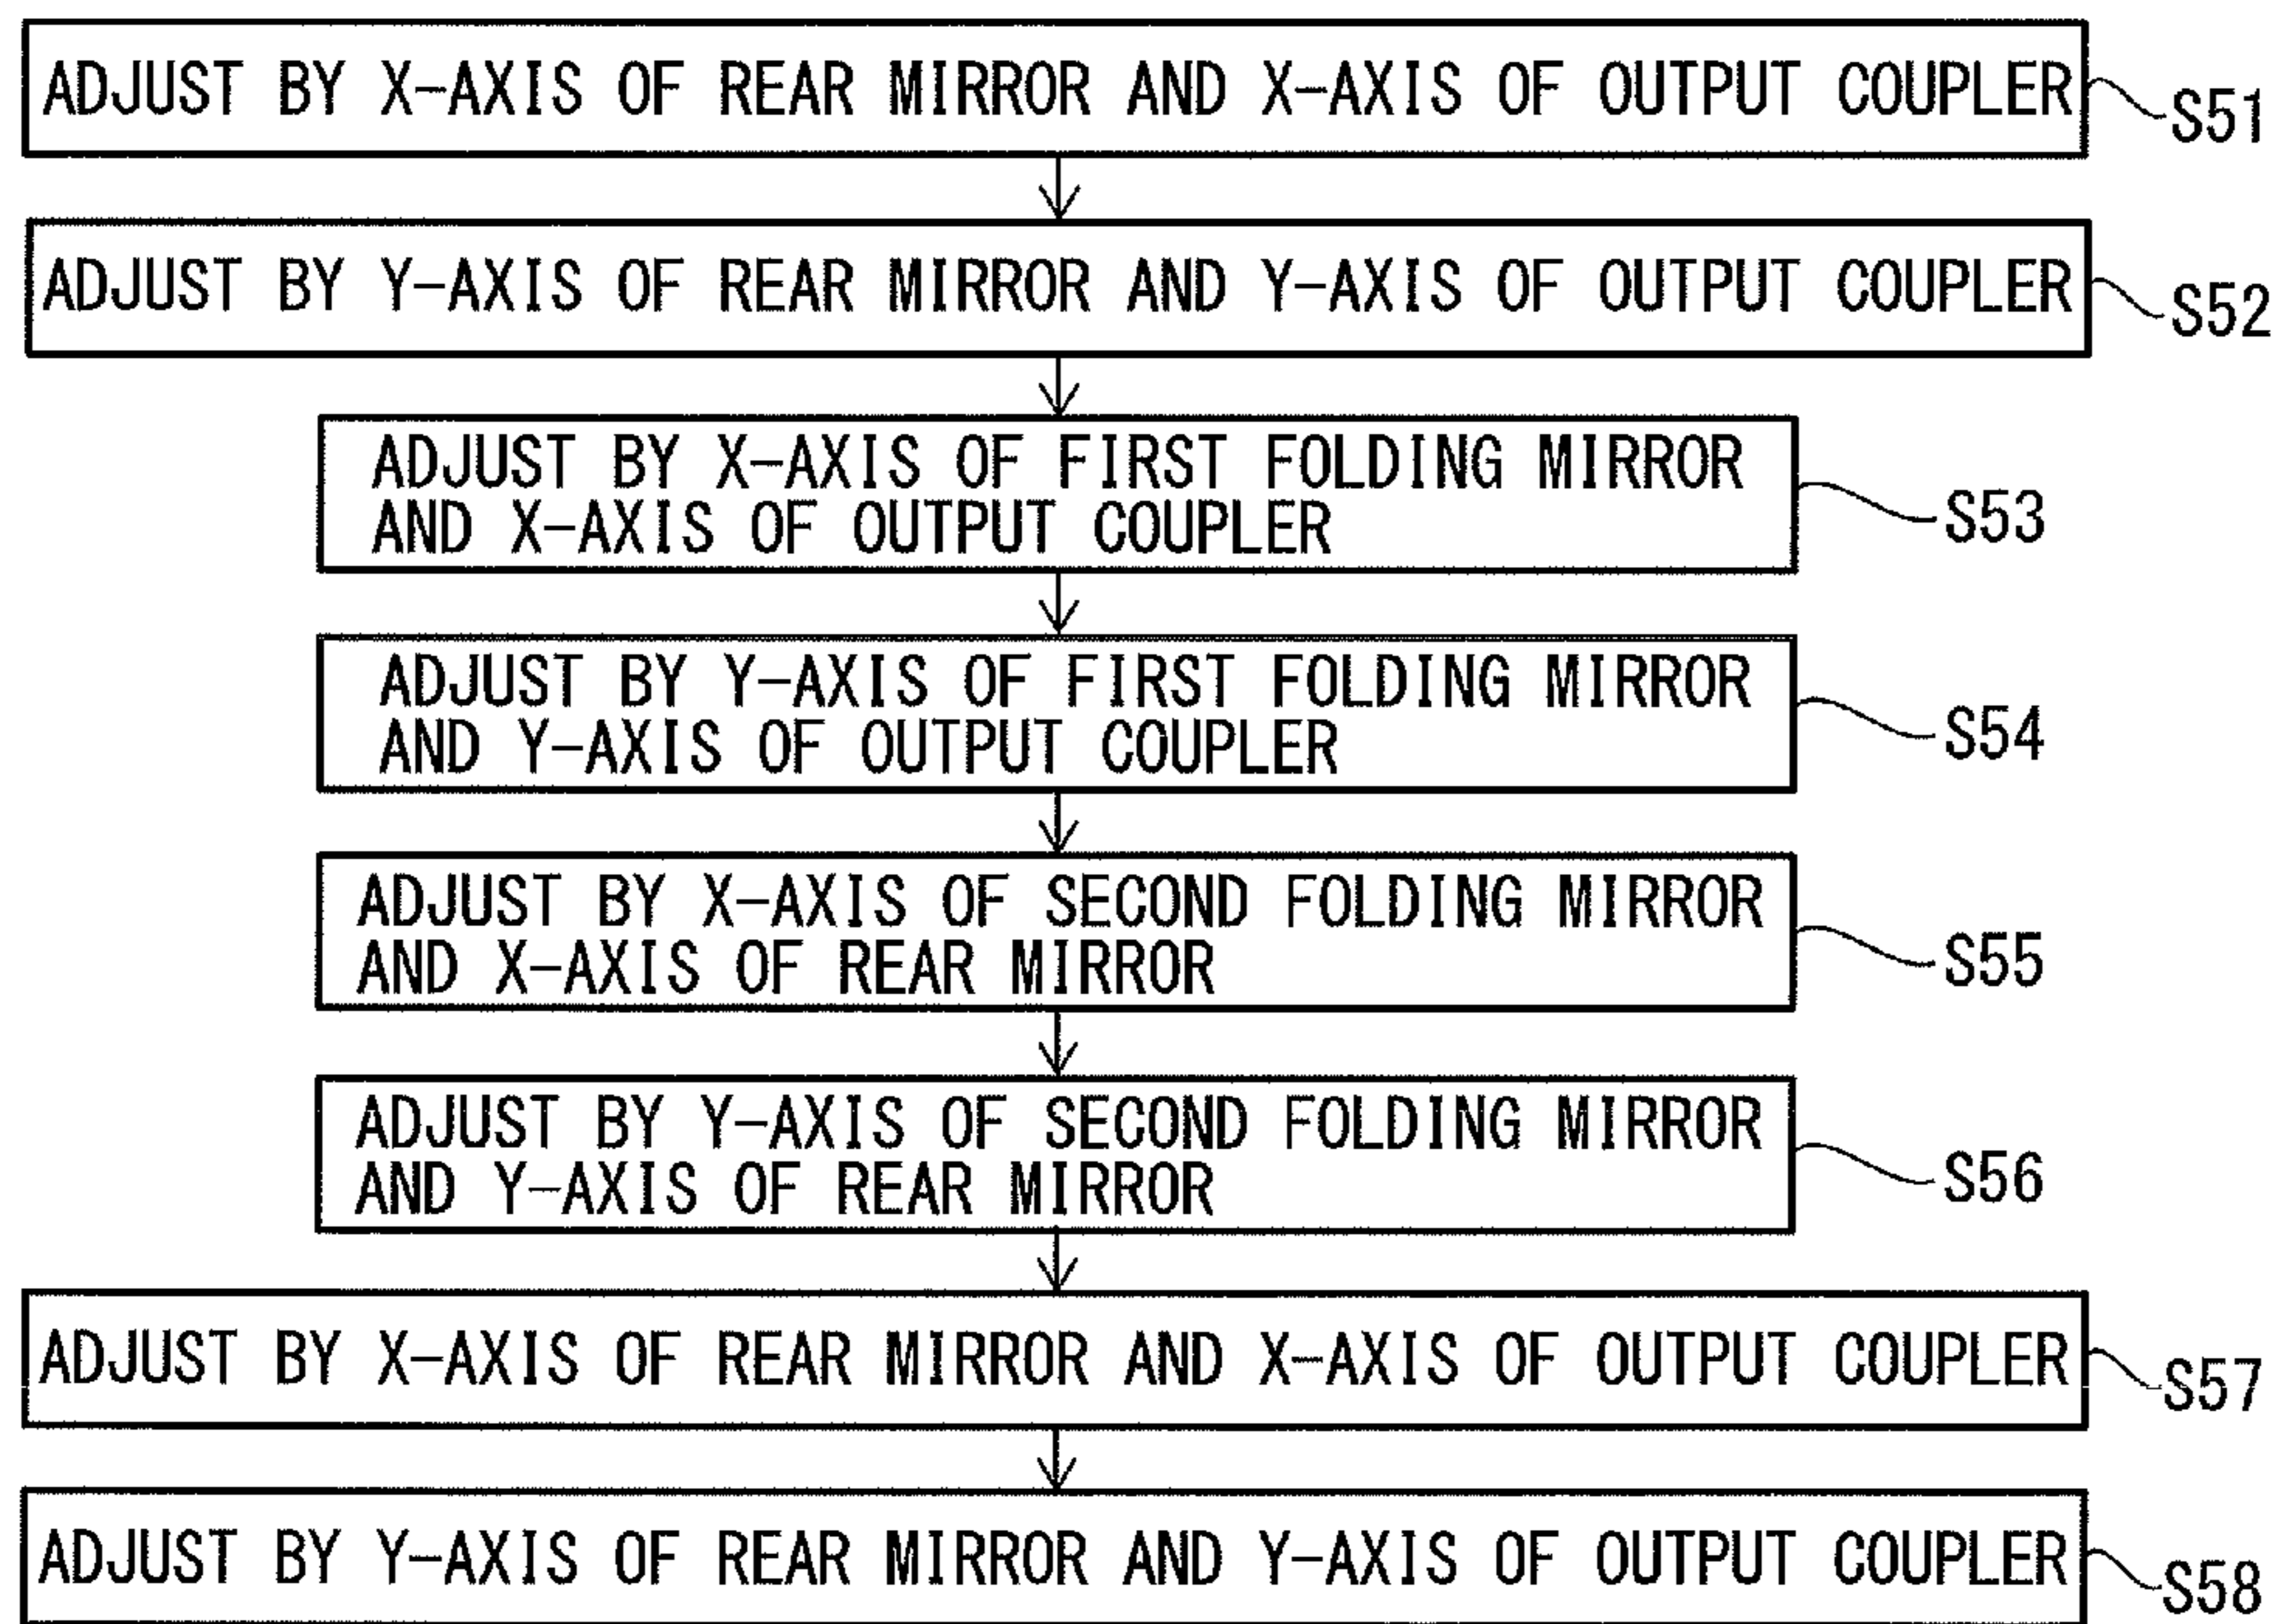 ADJUST BY X-AXIS OF REAR MIRROR AND X-AXIS OF OUTPUT COUPLER
S51
ADJUST BY Y-AXIS OF REAR MIRROR AND Y-AXIS OF OUTPUT COUPLER
S52
ADJUST BY X-AXIS OF FIRST FOLDING MIRROR
AND X-AXIS OF OUTPUT COUPLER
S53
ADJUST BY Y-AXIS OF FIRST FOLDING MIRROR
AND Y-AXIS OF OUTPUT COUPLER
S54
ADJUST BY X-AXIS OF SECOND FOLDING MIRROR
AND X-AXIS OF REAR MIRROR
S55
ADJUST BY Y-AXIS OF SECOND FOLDING MIRROR
AND Y-AXIS OF REAR MIRROR
S56
ADJUST BY X-AXIS OF REAR MIRROR AND X-AXIS OF OUTPUT COUPLER
S57
ADJUST BY Y-AXIS OF REAR MIRROR AND Y-AXIS OF OUTPUT COUPLER
S58